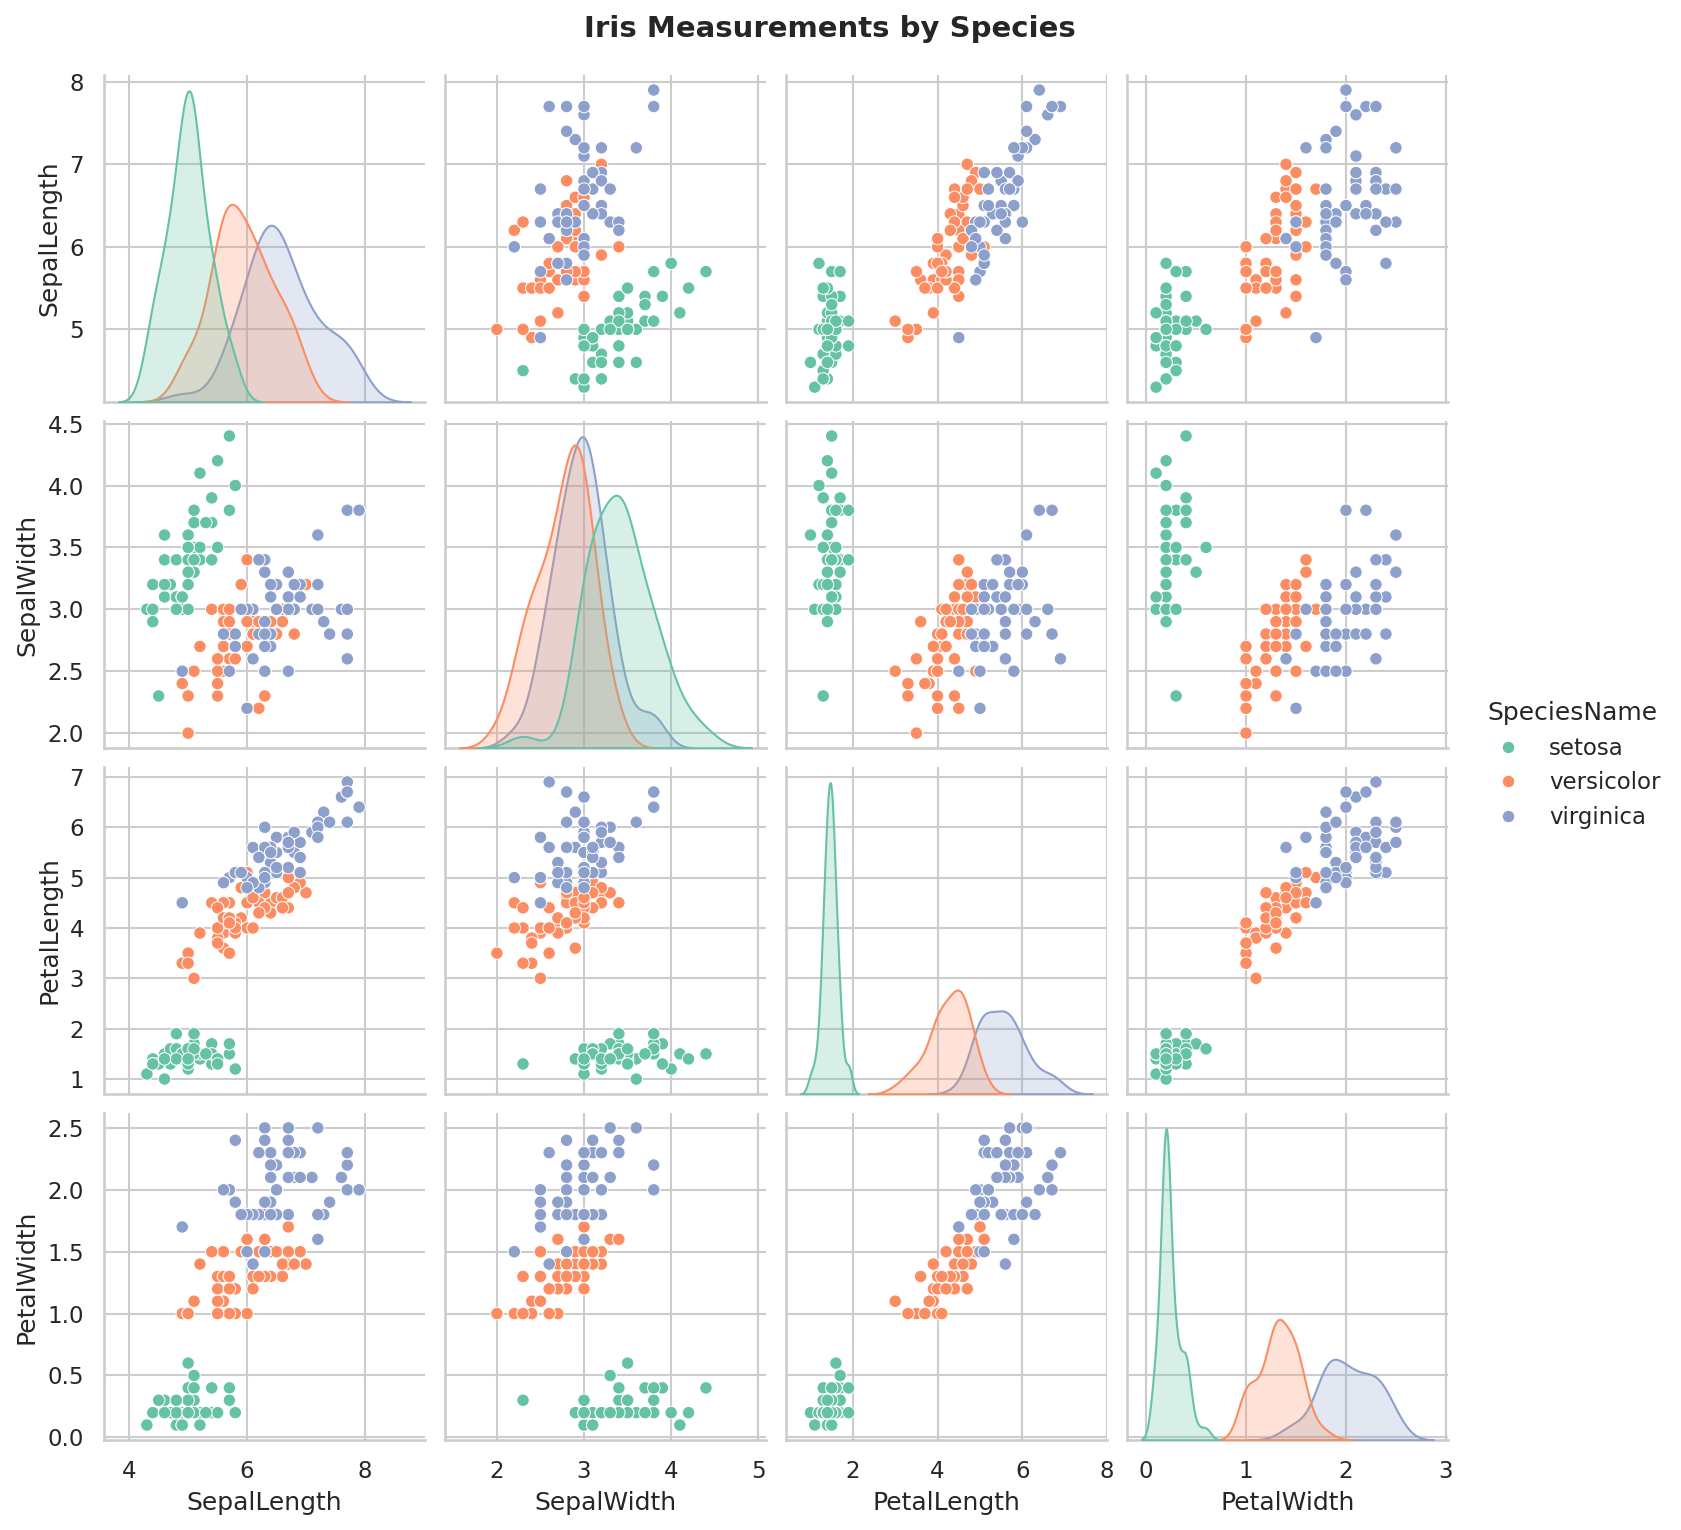 Iris Measurements by Species
8
7
6
5
SepalLength
4.5
4.0
3.5
3.0
2.5
2.0
SepalWidth
7
6
5
4
3
2
1
PetalLength
2.5
2.0
1.5
1.0
0.5
0.0
PetalWidth
4 6 8
SepalLength
2 3 4 5
SepalWidth
2 4 6 8
PetalLength
0 1 2 3
PetalWidth
SpeciesName
setosa
versicolor
virginica